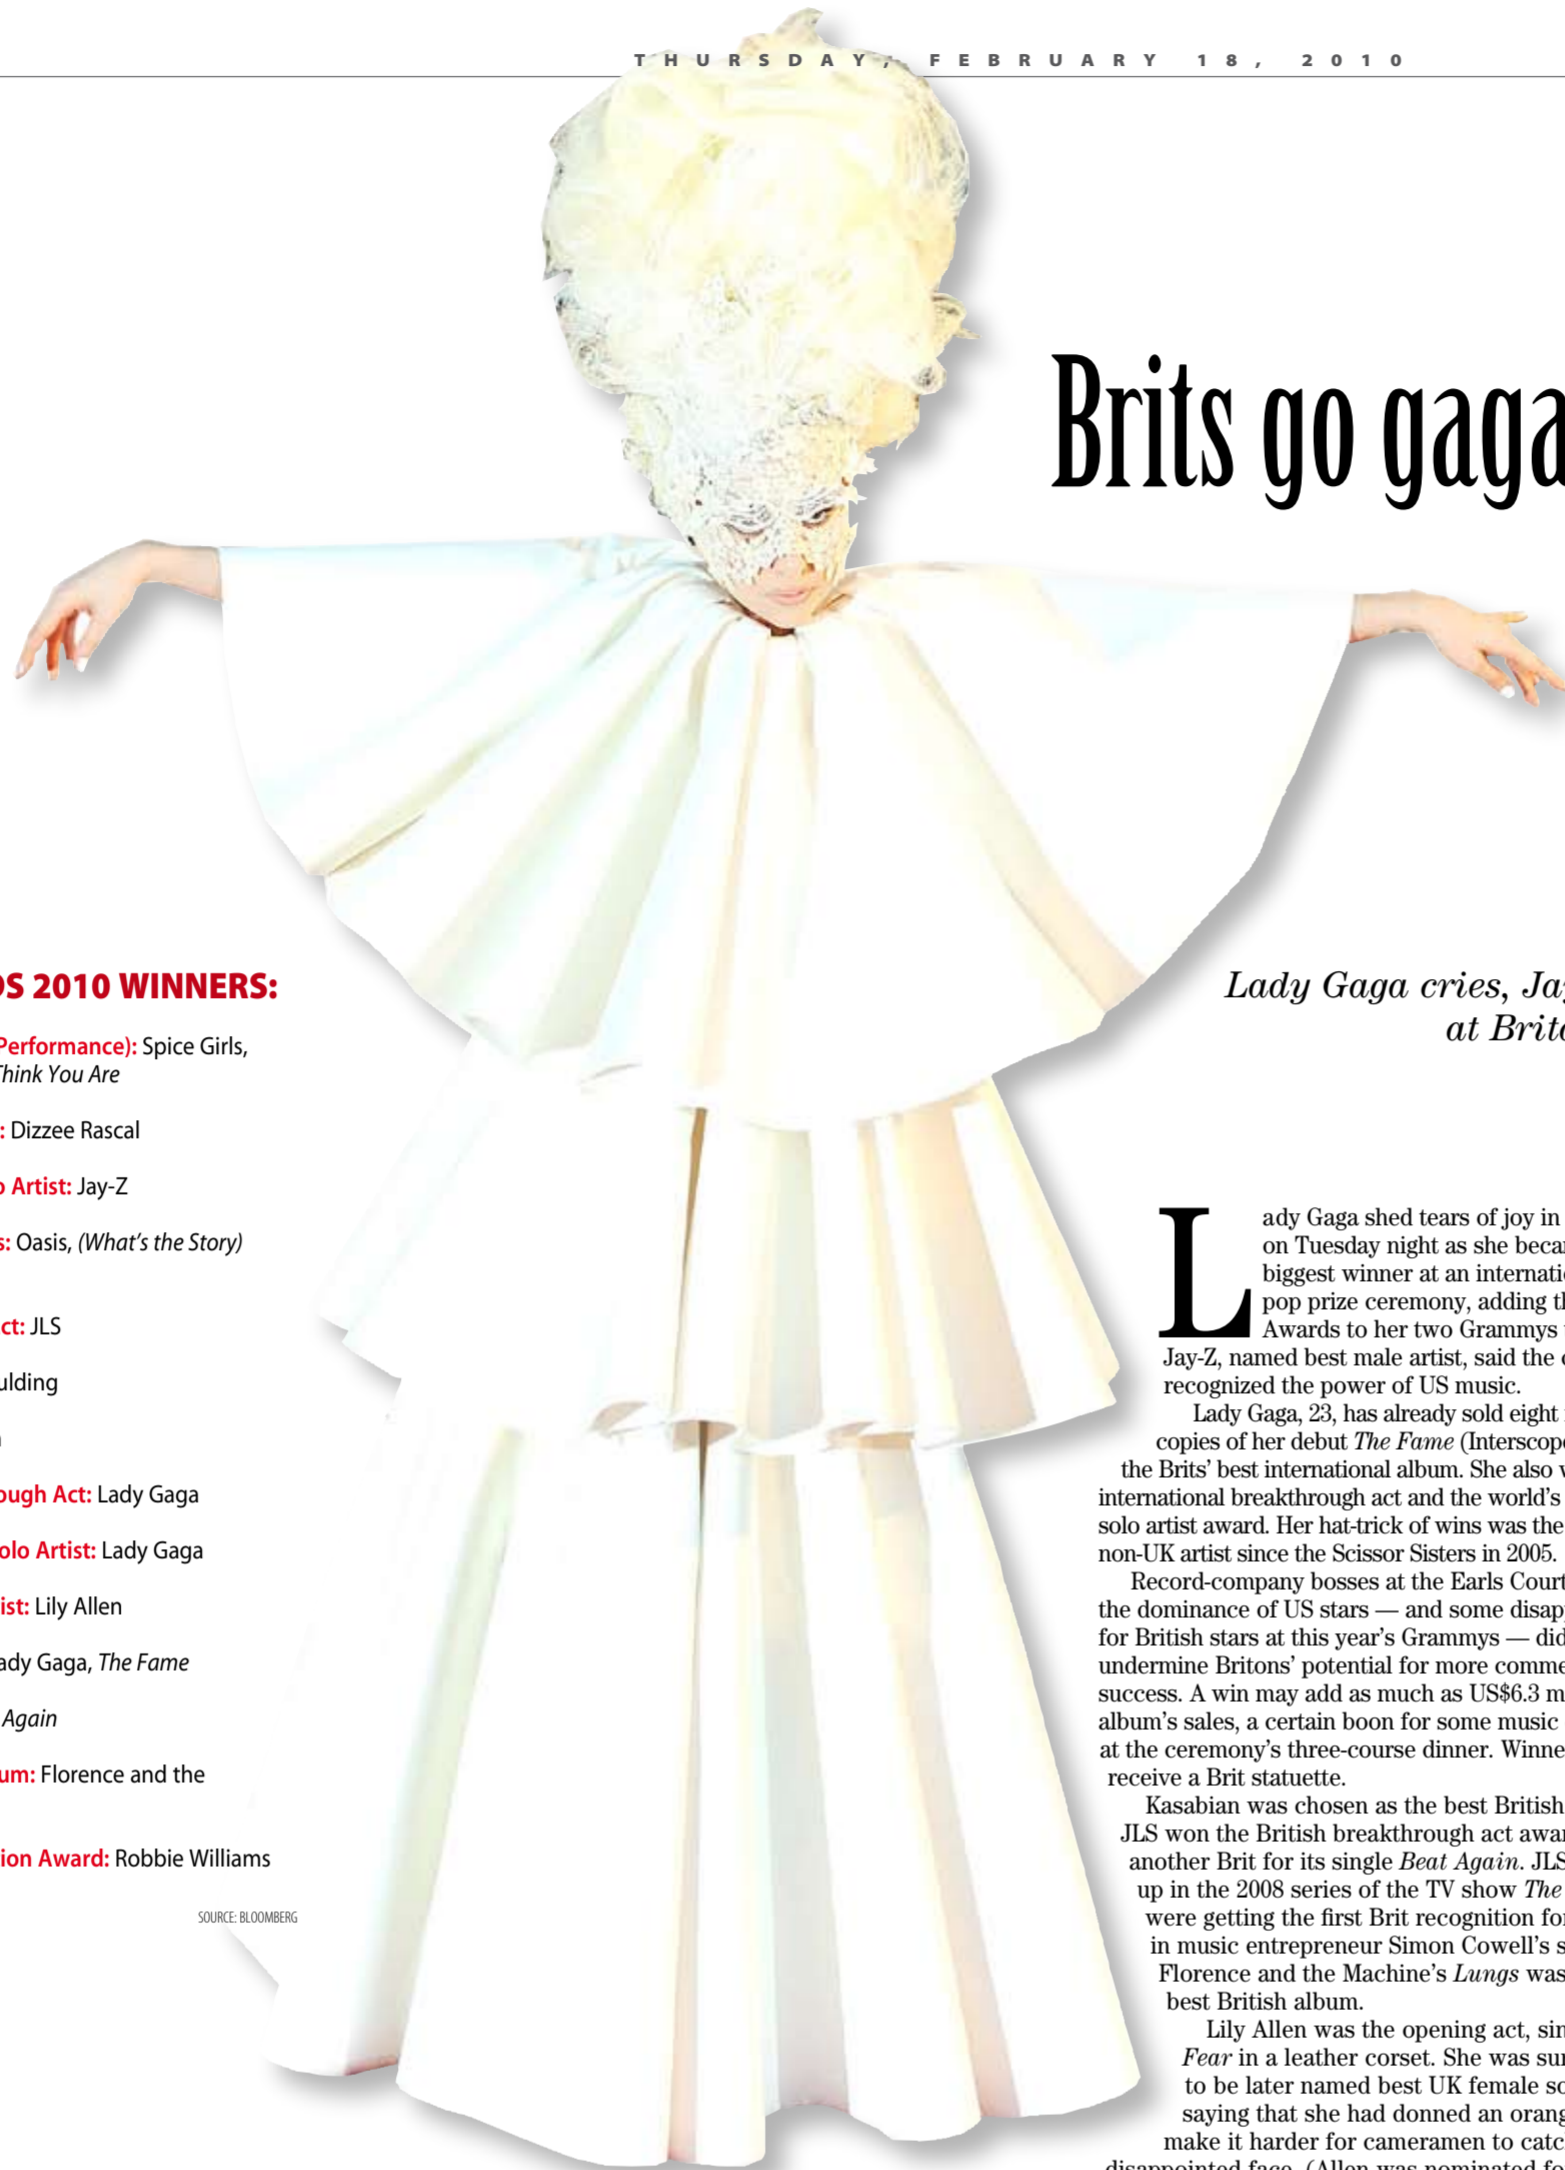 THURSDAY, FEBRUARY 18, 2010
Brits go gaga
DS 2010 WINNERS:
Performance): Spice Girls,
Think You Are
: Dizzee Rascal
o Artist: Jay-Z
s: Oasis, (What's the Story)
ct: JLS
ulding
ough Act: Lady Gaga
olo Artist: Lady Gaga
ist: Lily Allen
ady Gaga, The Fame
Again
um: Florence and the
ion Award: Robbie Williams
SOURCE: BLOOMBERG
Lady Gaga cries, Ja
at Brit
Lady Gaga shed tears of joy in
on Tuesday night as she beca
biggest winner at an internati
pop prize ceremony, adding t
Awards to her two Grammys
Jay-Z, named best male artist, said the
recognized the power of US music.
Lady Gaga, 23, has already sold eight
copies of her debut The Fame (Interscop
the Brits' best international album. She also
international breakthrough act and the world's
solo artist award. Her hat-trick of wins was the
non-UK artist since the Scissor Sisters in 2005.
Record-company bosses at the Earls Court
the dominance of US stars — and some disap
for British stars at this year's Grammys — did
undermine Britons' potential for more comme
success. A win may add as much as US$6.3 m
album's sales, a certain boon for some music
at the ceremony's three-course dinner. Winne
receive a Brit statuette.
Kasabian was chosen as the best British
JLS won the British breakthrough act awa
another Brit for its single Beat Again. JLS
up in the 2008 series of the TV show The
were getting the first Brit recognition for
in music entrepreneur Simon Cowell's s
Florence and the Machine's Lungs was
best British album.
Lily Allen was the opening act, sin
Fear in a leather corset. She was sur
to be later named best UK female so
saying that she had donned an orang
make it harder for cameramen to catc
disappointed face. (Allen was nominated fo